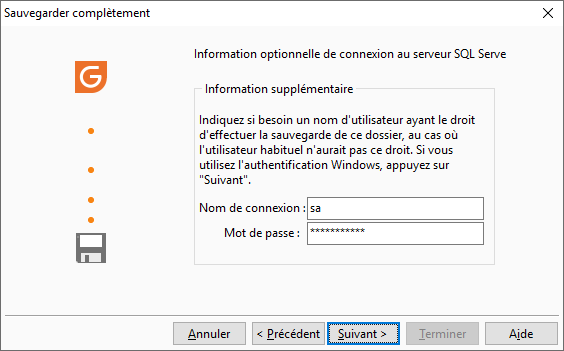 Sauvegarder complètement
Information optionnelle de connexion au serveur SQL Serve
Information supplémentaire
Indiquez si besoin un nom d'utilisateur ayant le droit
d'effectuer la sauvegarde de ce dossier, au cas où
l'utilisateur habituel n'aurait pas ce droit. Si vous
utilisez l'authentification Windows, appuyez sur
"Suivant".
Nom de connexion : sa
Mot de passe : ***********
Annuler < Précédent Suivant > Terminer Aide